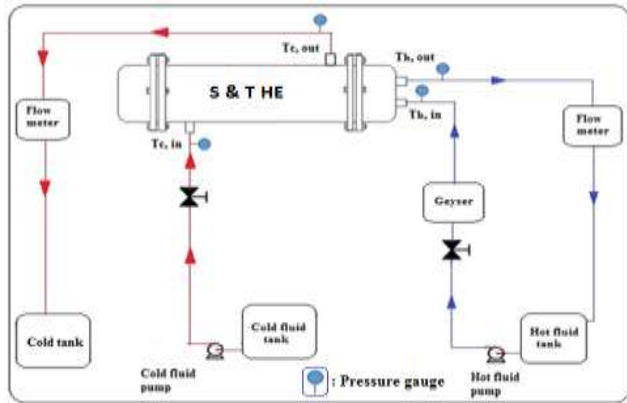 Tc, out
Th, out
S & T HE
Flow
meter
Th, in
Flow
meter
Tc, in
Geyser
Cold tank
Cold fluid
tank
Hot fluid
tank
Cold fluid
pump
: Pressure gauge
Hot fluid
pump